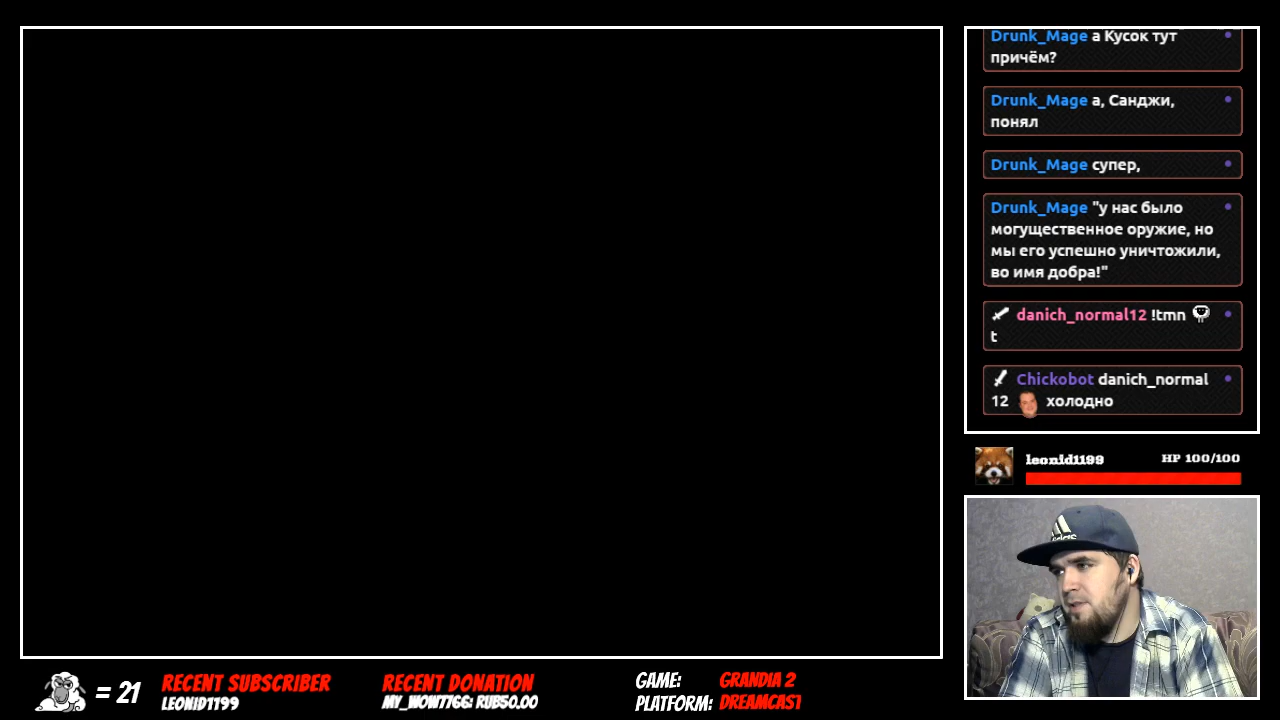 Drunk_Mage а Кусок тут
причём?
Drunk_Mage а, Санджи,
понял
Drunk_Mage супер,
Drunk_Mage "у нас было
могущественное оружие, но
мы его успешно уничтожили,
во имя добра!"
danich_normal12 !tmn
t
Chickobot danich_normal
12 холодно
leonid1199 HP 100/100
= 21
RECENT SUBSCRIBER
LEONID1199
RECENT DONATION
MY_WOW7766: RUB50.00
GAME: GRANDIA 2
PLATFORM: DREAMCAST